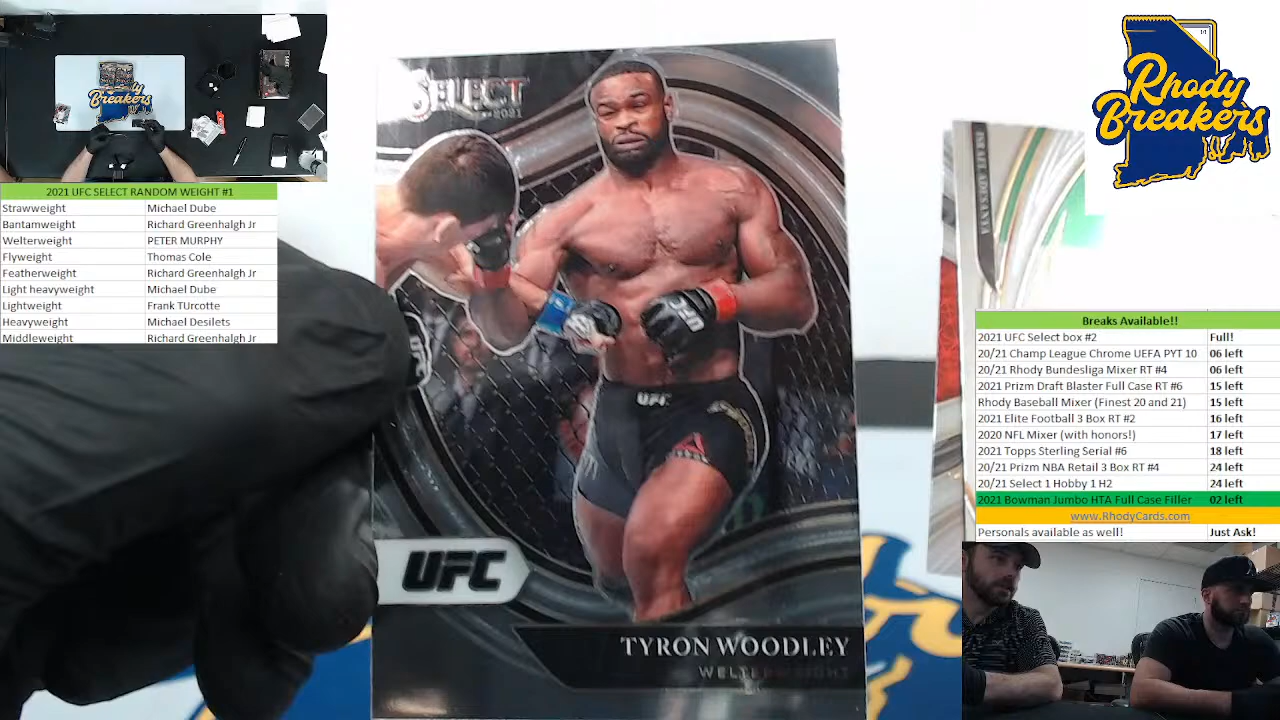 2021 UFC SELECT RANDOM WEIGHT #1
Strawweight Michael Dube
Bantamweight Richard Greenhalgh Jr
Welterweight PETER MURPHY
Flyweight Thomas Cole
Featherweight Richard Greenhalgh Jr
Light heavyweight Michael Dube
Lightweight Frank TUrcotte
Heavyweight Michael Desilets
Middleweight Richard Greenhalgh Jr
SELECT
2021
UFC
UFC
UFC
TYRON WOODLEY
WELTERWEIGHT
ISRAEL ADESANYA
Rhody
Breakers
Breakers
Breaks Available!!
2021 UFC Select box #2 Full!
20/21 Champ League Chrome UEFA PYT 10 06 left
20/21 Rhody Bundesliga Mixer RT #4 06 left
2021 Prizm Draft Blaster Full Case RT #6 15 left
Rhody Baseball Mixer (Finest 20 and 21) 15 left
2021 Elite Football 3 Box RT #2 16 left
2020 NFL Mixer (with honors!) 17 left
2021 Topps Sterling Serial #6 18 left
20/21 Prizm NBA Retail 3 Box RT #4 24 left
20/21 Select 1 Hobby 1 H2 24 left
2021 Bowman Jumbo HTA Full Case Filler 02 left
www.RhodyCards.com
Personals available as well! Just Ask!